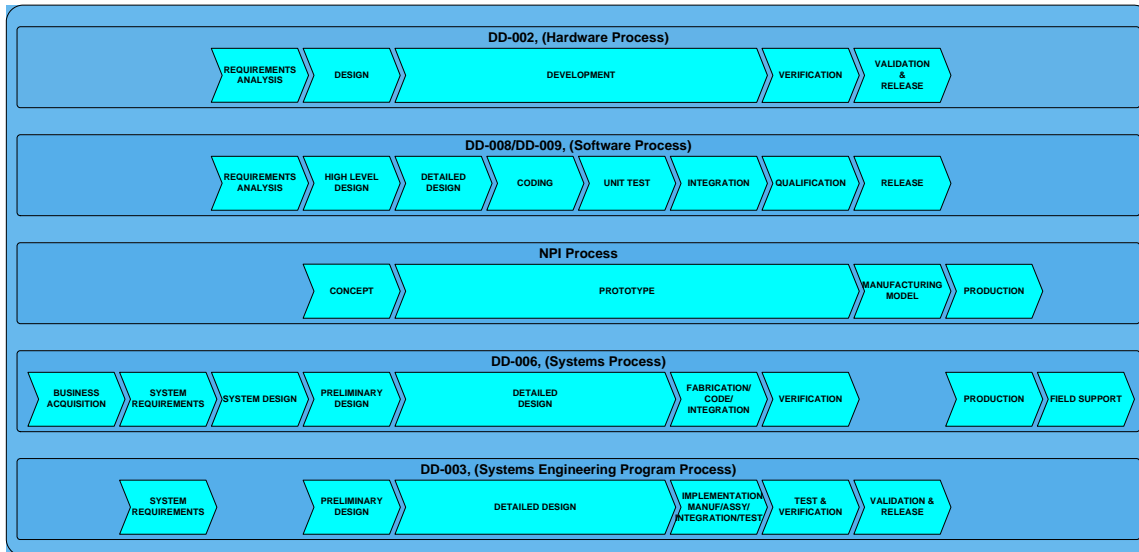 DD-002, (Hardware Process)
REQUIREMENTS
ANALYSIS
DESIGN
DEVELOPMENT
VERIFICATION
VALIDATION
&
RELEASE
DD-008/DD-009, (Software Process)
REQUIREMENTS
ANALYSIS
HIGH LEVEL
DESIGN
DETAILED
DESIGN
CODING
UNIT TEST
INTEGRATION
QUALIFICATION
RELEASE
NPI Process
CONCEPT
PROTOTYPE
MANUFACTURING
MODEL
PRODUCTION
DD-006, (Systems Process)
BUSINESS
ACQUISITION
SYSTEM
REQUIREMENTS
SYSTEM DESIGN
PRELIMINARY
DESIGN
DETAILED
DESIGN
FABRICATION/
CODE/
INTEGRATION
VERIFICATION
PRODUCTION
FIELD SUPPORT
DD-003, (Systems Engineering Program Process)
SYSTEM
REQUIREMENTS
PRELIMINARY
DESIGN
DETAILED DESIGN
IMPLEMENTATION
MANUF/ASSY/
INTEGRATION/TEST
TEST &
VERIFICATION
VALIDATION &
RELEASE